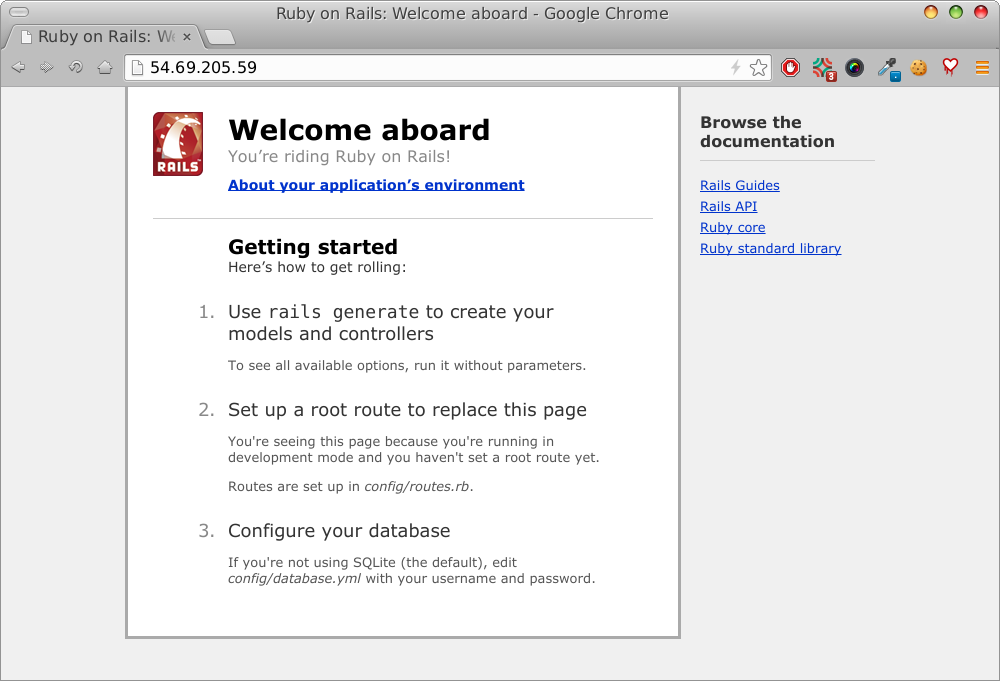 Ruby on Rails: Welcome aboard - Google Chrome
Ruby on Rails: We
54.69.205.59
3
RAILS
Welcome aboard
You’re riding Ruby on Rails!
About your application’s environment
Getting started
Here’s how to get rolling:
1. Use rails generate to create your
models and controllers
To see all available options, run it without parameters.
2. Set up a root route to replace this page
You're seeing this page because you're running in
development mode and you haven't set a root route yet.
Routes are set up in config/routes.rb.
3. Configure your database
If you're not using SQLite (the default), edit
config/database.yml with your username and password.
Browse the
documentation
Rails Guides
Rails API
Ruby core
Ruby standard library